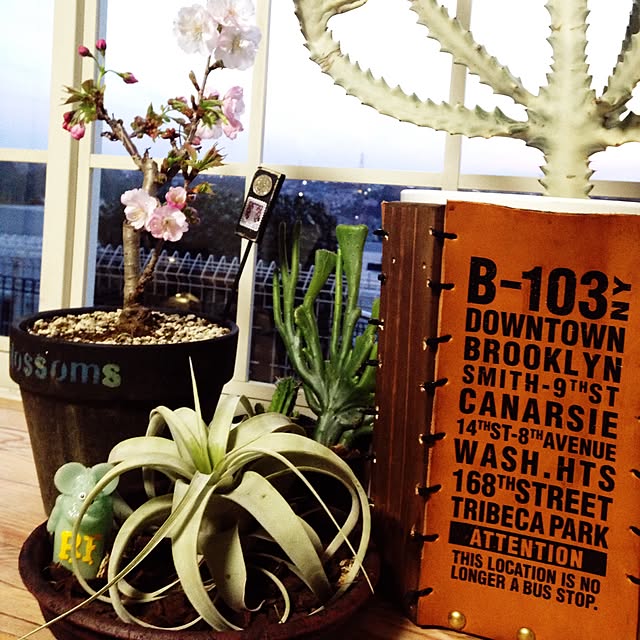 B-103 NY
DOWNTOWN
BROOKLYN
SMITH-9TH ST
CANARSIE
14TH ST-8TH AVENUE
WASH.HTS
168TH STREET
TRIBECA PARK
ATTENTION
THIS LOCATION IS NO
LONGER A BUS STOP.
ossoms